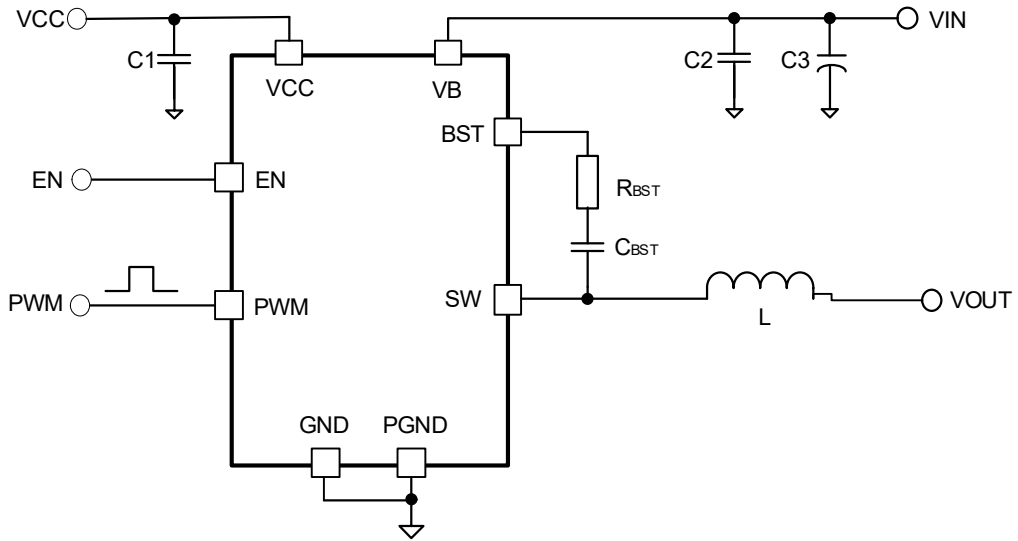 VCC
VIN
C1
C2
C3
VCC
VB
BST
EN
EN
RBST
CBST
PWM
PWM
SW
L
VOUT
GND
PGND